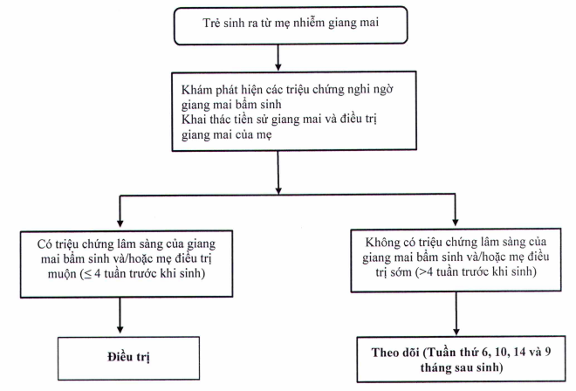 Trẻ sinh ra từ mẹ nhiễm giang mai
Khám phát hiện các triệu chứng nghi ngờ
giang mai bẩm sinh
Khai thác tiền sử giang mai và điều trị
giang mai của mẹ
Có triệu chứng lâm sàng của giang
mai bẩm sinh và/hoặc mẹ điều trị
muộn (≤ 4 tuần trước khi sinh)
Không có triệu chứng lâm sàng của
giang mai bẩm sinh và/hoặc mẹ điều
trị sớm (>4 tuần trước khi sinh)
Điều trị
Theo dõi (Tuần thứ 6, 10, 14 và 9
tháng sau sinh)